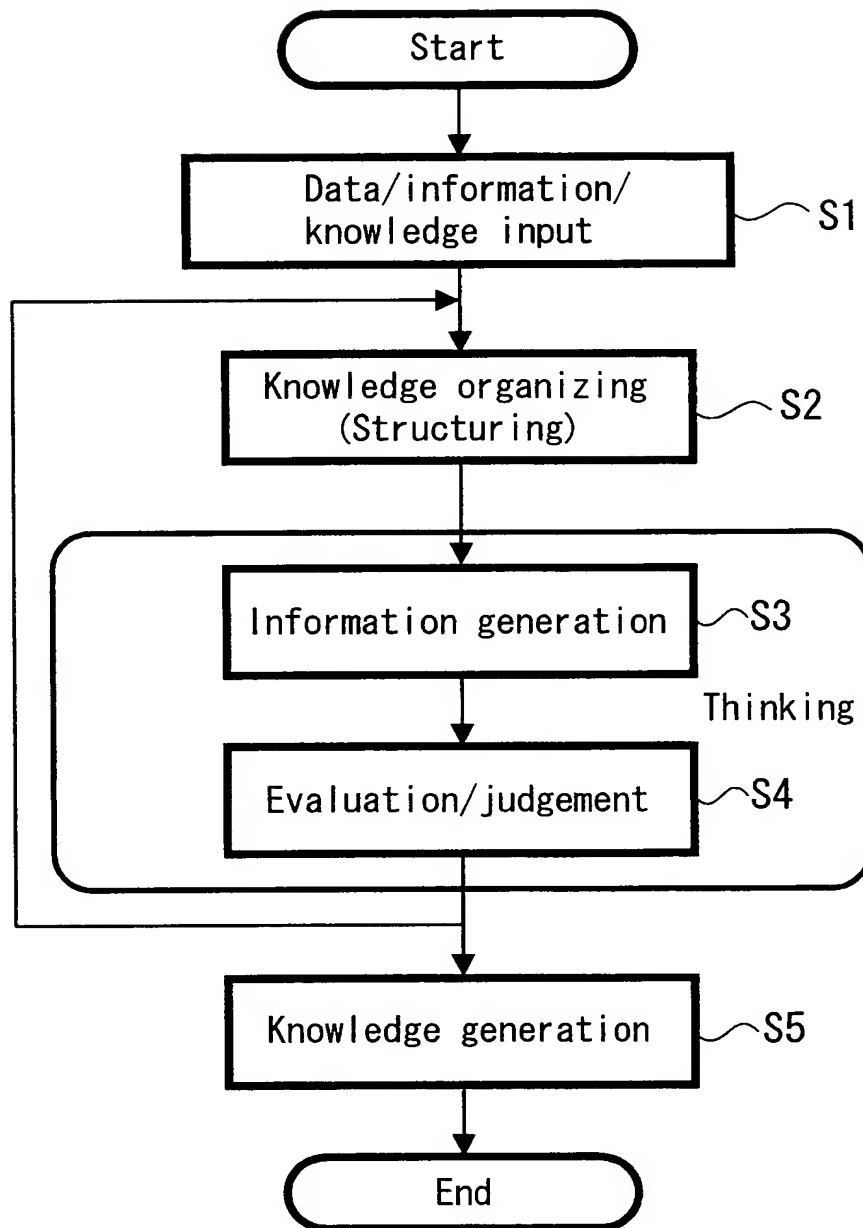 Start
Data/information/
knowledge input
S1
Knowledge organizing
(Structuring)
S2
Information generation
S3
Thinking
Evaluation/judgement
S4
Knowledge generation
S5
End